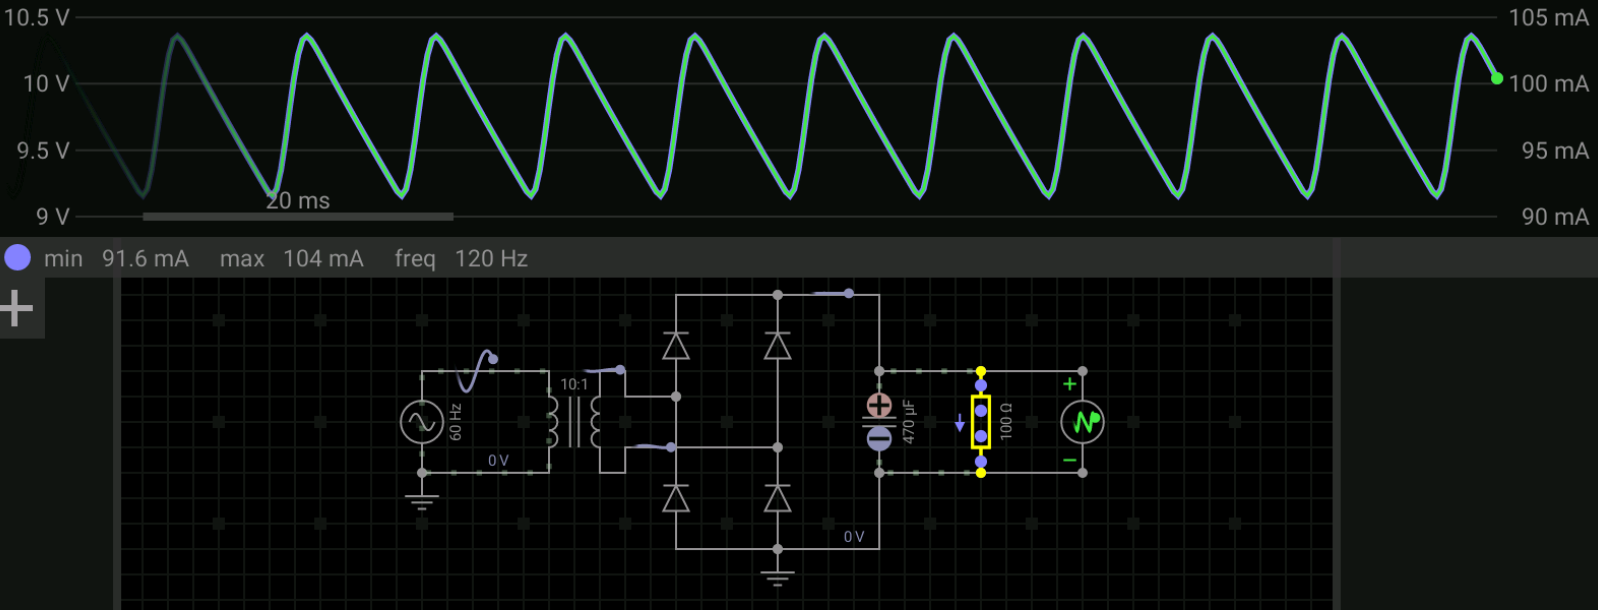 10.5 V
105 mA
10 V
100 mA
9.5 V
95 mA
20 ms
9 V
90 mA
min 91.6 mA max 104 mA freq 120 Hz
+
10:1
+
60 Hz
+
470 µF
100 Ω
−
0 V
−
0 V